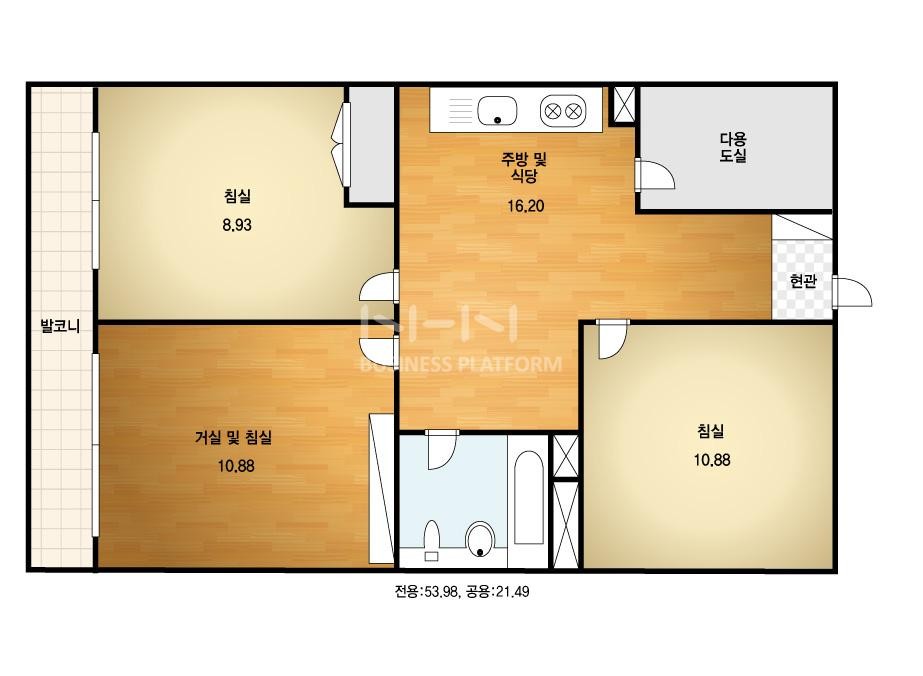 다용
도실
주방 및
식당
16.20
침실
8.93
현관
발코니
NHN
BUSINESS PLATFORM
거실 및 침실
10.88
침실
10.88
전용:53.98, 공용:21.49